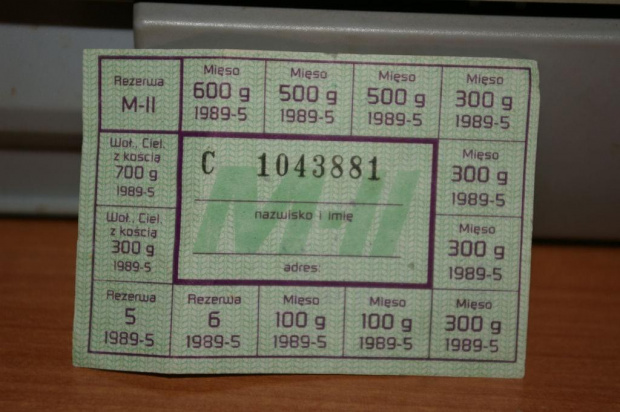 Rezerwa
M-II
Mięso
600 g
1989-5
Mięso
500 g
1989-5
Mięso
500 g
1989-5
Mięso
300 g
1989-5
Woł., Ciel.
z kością
700 g
1989-5
C 1043881
M-II
nazwisko i imię
adres:
Mięso
300 g
1989-5
Woł., Ciel.
z kością
300 g
1989-5
Mięso
300 g
1989-5
Rezerwa
5
1989-5
Rezerwa
6
1989-5
Mięso
100 g
1989-5
Mięso
100 g
1989-5
Mięso
300 g
1989-5